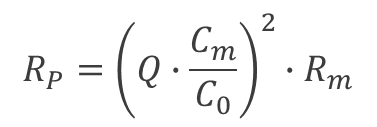 R_P = (Q · C_m / C_0)^2 · R_m